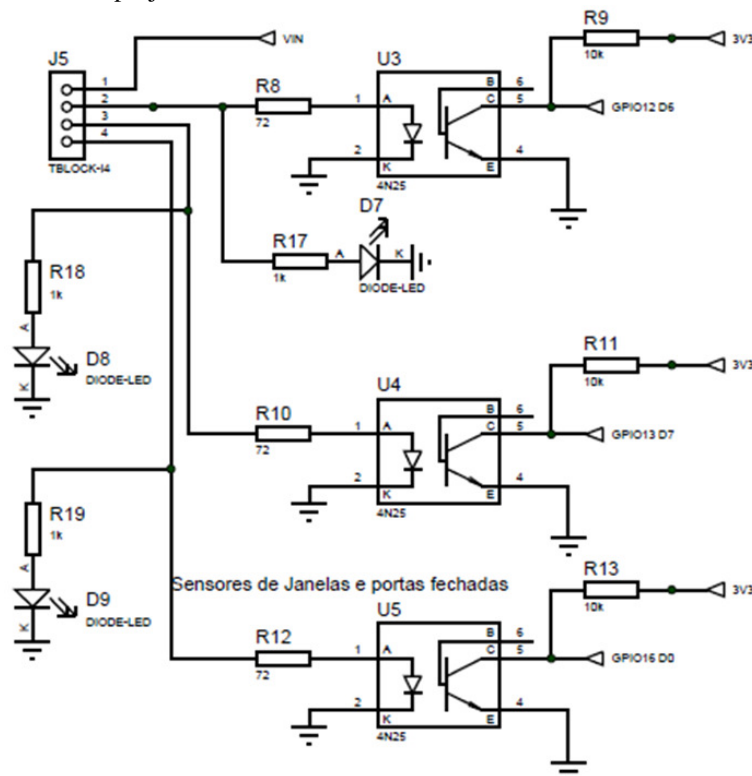 R9
10k
3V3
VIN
J5
1
2
3
4
TBLOCK-I4
R8
72
U3
1
A
2
K
B
6
C
5
E
4
4N25
GPIO12 D6
D7
R17
1k
A
K
DIODE-LED
R18
1k
A
K
D8
DIODE-LED
R11
10k
3V3
U4
R10
72
1
A
2
K
B
6
C
5
E
4
4N25
GPIO13 D7
R19
1k
A
K
D9
DIODE-LED
Sensores de Janelas e portas fechadas
R13
10k
3V3
U5
R12
72
1
A
2
K
B
6
C
5
E
4
4N25
GPIO16 D0